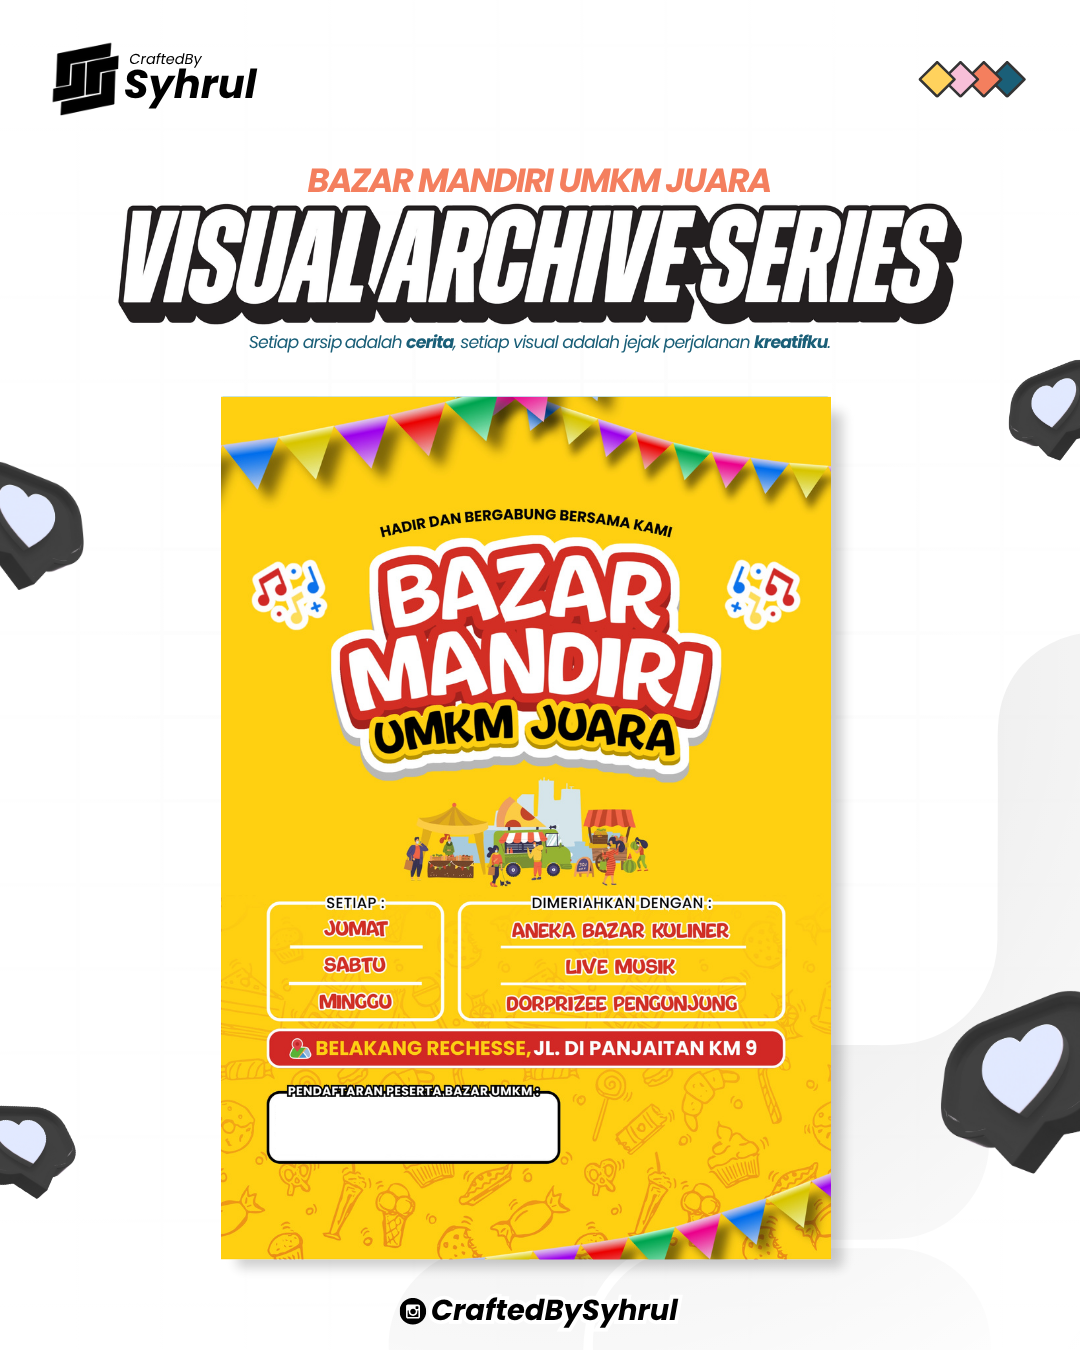 CraftedBy
Syhrul
BAZAR MANDIRI UMKM JUARA
VISUAL ARCHIVE SERIES
Setiap arsip adalah cerita, setiap visual adalah jejak perjalanan kreatifku.
HADIR DAN BERGABUNG BERSAMA KAMI
BAZAR
MANDIRI
UMKM JUARA
SETIAP :
JUMAT
SABTU
MINGGU
DIMERIAHKAN DENGAN :
ANEKA BAZAR KULINER
LIVE MUSIK
DORPRIZEE PENGUNJUNG
BELAKANG RECHESSE, JL. DI PANJAITAN KM 9
PENDAFTARAN PESERTA BAZAR UMKM :
CraftedBySyhrul